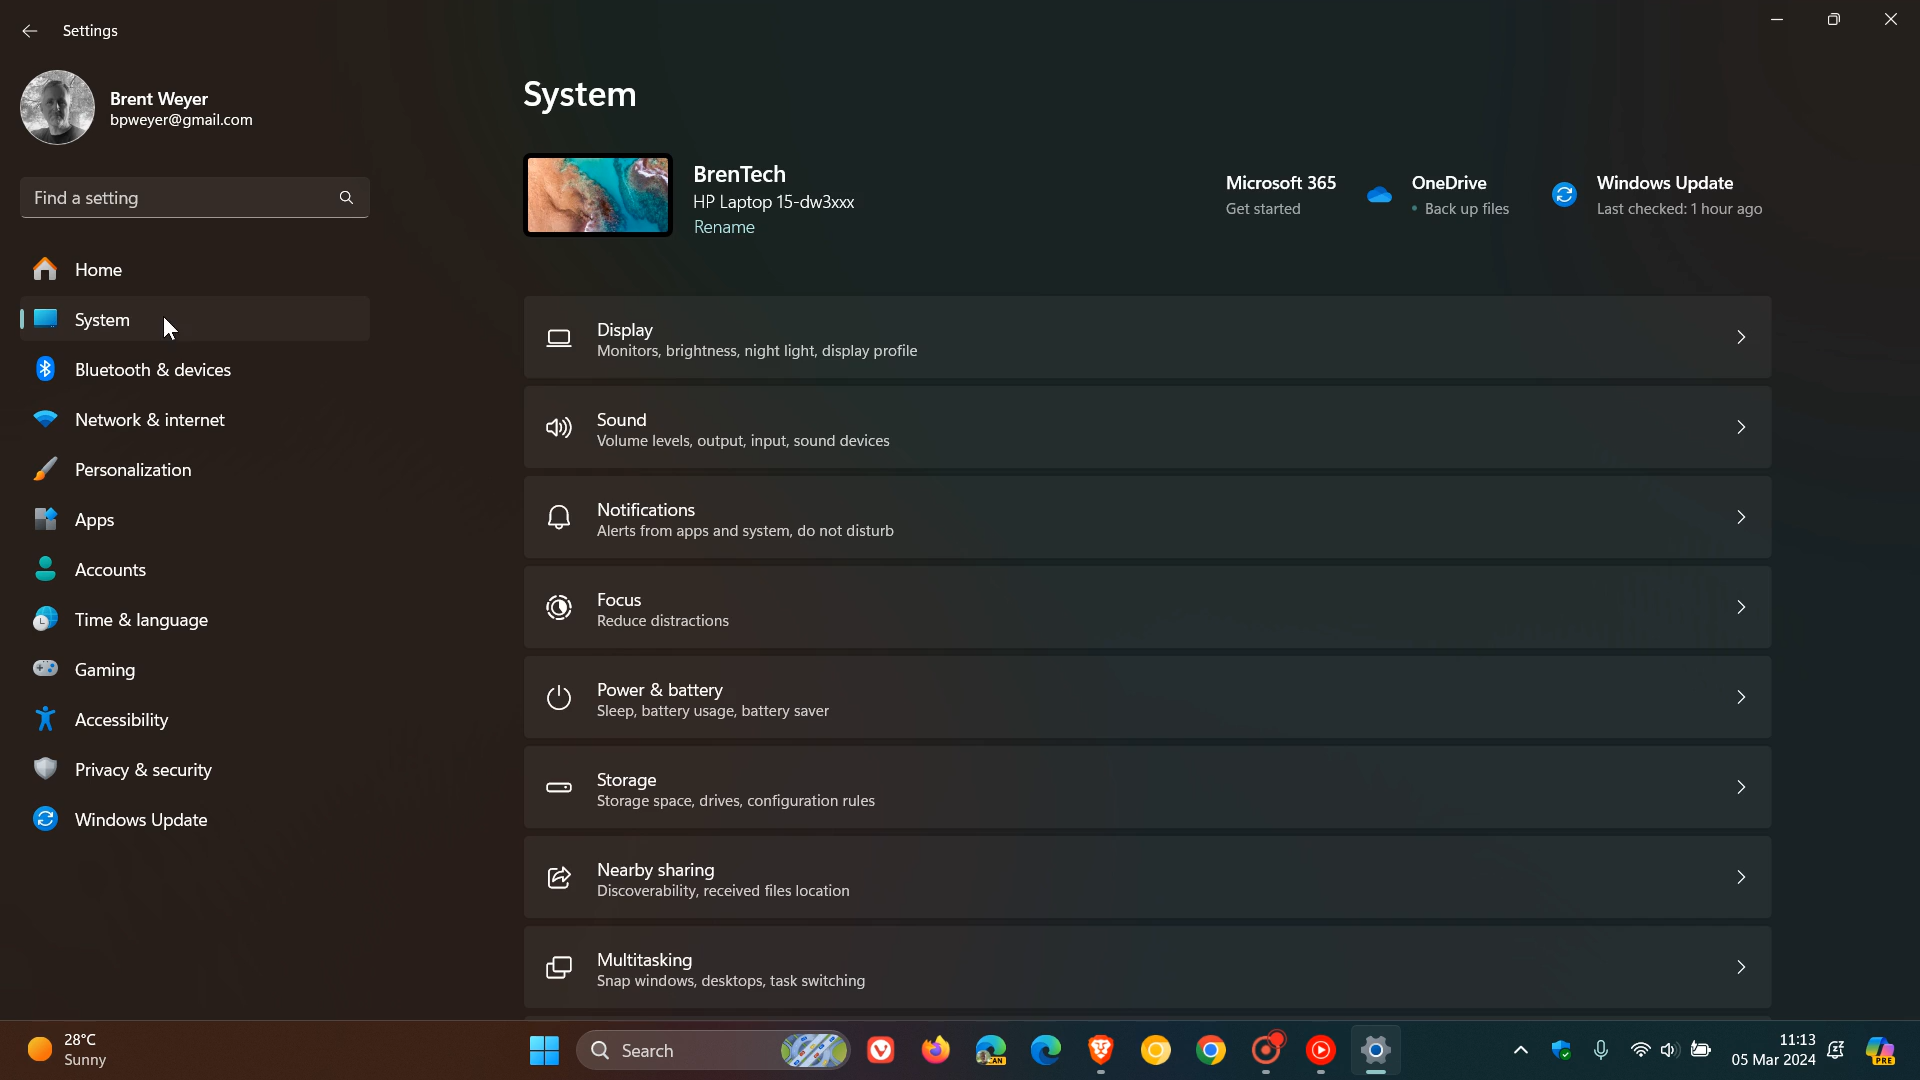 Settings
Brent Weyer
bpweyer@gmail.com
Find a setting
Home
System
Bluetooth & devices
Network & internet
Personalization
Apps
Accounts
Time & language
Gaming
Accessibility
Privacy & security
Windows Update
System
BrenTech
HP Laptop 15-dw3xxx
Rename
Microsoft 365
Get started
OneDrive
• Back up files
Windows Update
Last checked: 1 hour ago
Display
Monitors, brightness, night light, display profile
Sound
Volume levels, output, input, sound devices
Notifications
Alerts from apps and system, do not disturb
Focus
Reduce distractions
Power & battery
Sleep, battery usage, battery saver
Storage
Storage space, drives, configuration rules
Nearby sharing
Discoverability, received files location
Multitasking
Snap windows, desktops, task switching
28°C
Sunny
Search
CAN
11:13
05 Mar 2024
PRE